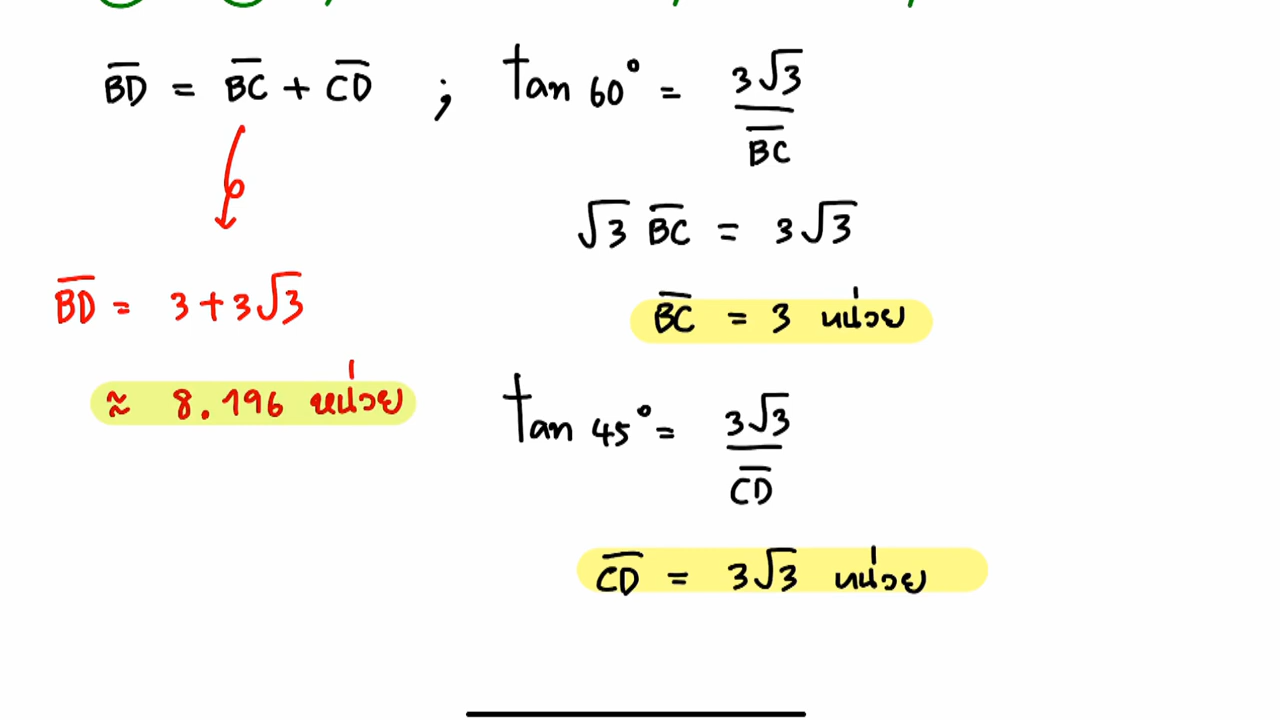 BD = BC + CD ; tan 60° = 3√3 / BC
√3 BC = 3√3
BC = 3 หน่วย
BD = 3 + 3√3
≈ 8.196 หน่วย
tan 45° = 3√3 / CD
CD = 3√3 หน่วย